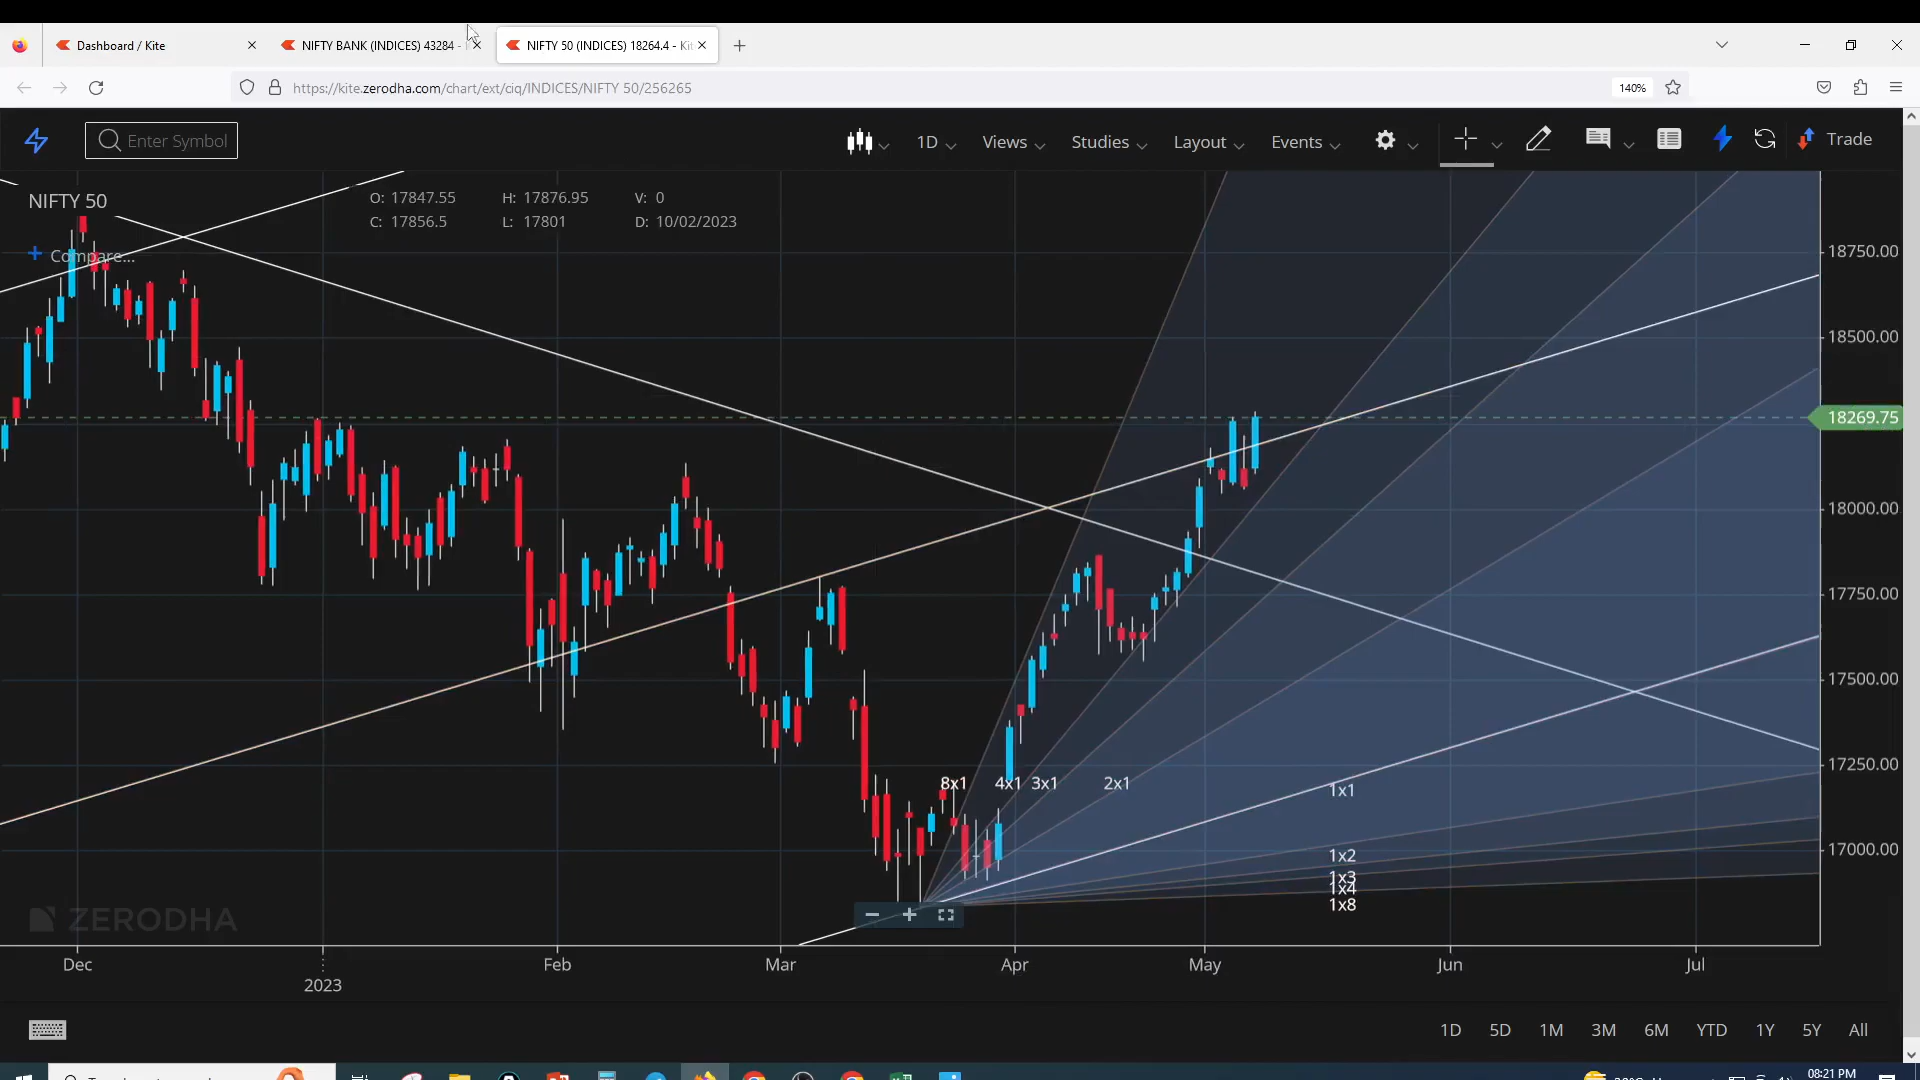 Dashboard / Kite
NIFTY BANK (INDICES) 43284 -
NIFTY 50 (INDICES) 18264.4 - Kit
https://kite.zerodha.com/chart/ext/ciq/INDICES/NIFTY 50/256265
140%
Enter Symbol
1D
Views
Studies
Layout
Events
Trade
NIFTY 50
O: 17847.55
H: 17876.95
V: 0
C: 17856.5
L: 17801
D: 10/02/2023
Compare...
18750.00
18500.00
18269.75
18000.00
17750.00
17500.00
17250.00
17000.00
8x1
4x1
3x1
2x1
1x1
1x2
1x3
1x4
1x8
ZERODHA
Dec
Feb
Mar
Apr
May
Jun
Jul
2023
1D
5D
1M
3M
6M
YTD
1Y
5Y
All
08:21 PM